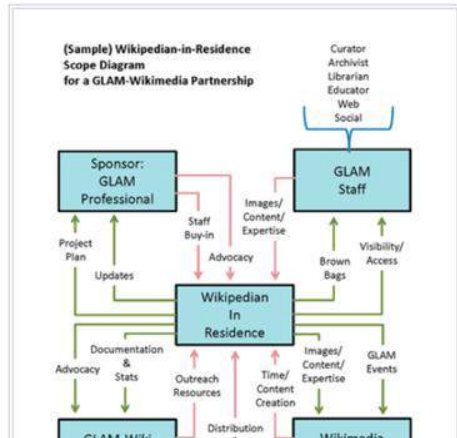 (Sample) Wikipedian-in-Residence
Scope Diagram
for a GLAM-Wikimedia Partnership
Curator
Archivist
Librarian
Educator
Web
Social
Sponsor:
GLAM
Professional
GLAM
Staff
Staff
Buy-in
Images/
Content/
Expertise
Project
Plan
Updates
Advocacy
Brown
Bags
Visibility/
Access
Wikipedian
In
Residence
Advocacy
Documentation
&
Stats
Outreach
Resources
Time/
Content
Creation
Images/
Content/
Expertise
GLAM
Events
Distribution
GLAM-Wiki
Wikimedia